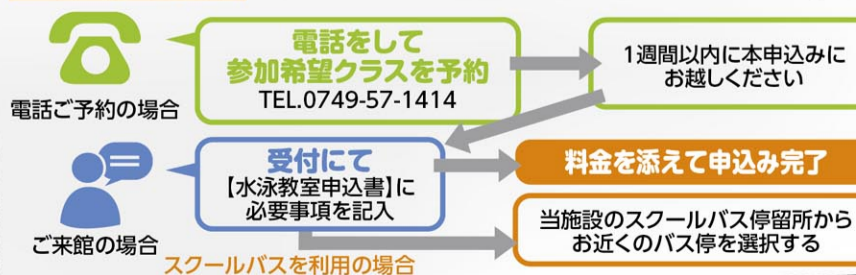 電話ご予約の場合
電話をして
参加希望クラスを予約
TEL.0749-57-1414
1週間以内に本申込みに
お越しください
ご来館の場合
受付にて
【水泳教室申込書】に
必要事項を記入
料金を添えて申込み完了
スクールバスを利用の場合
当施設のスクールバス停留所から
お近くのバス停を選択する